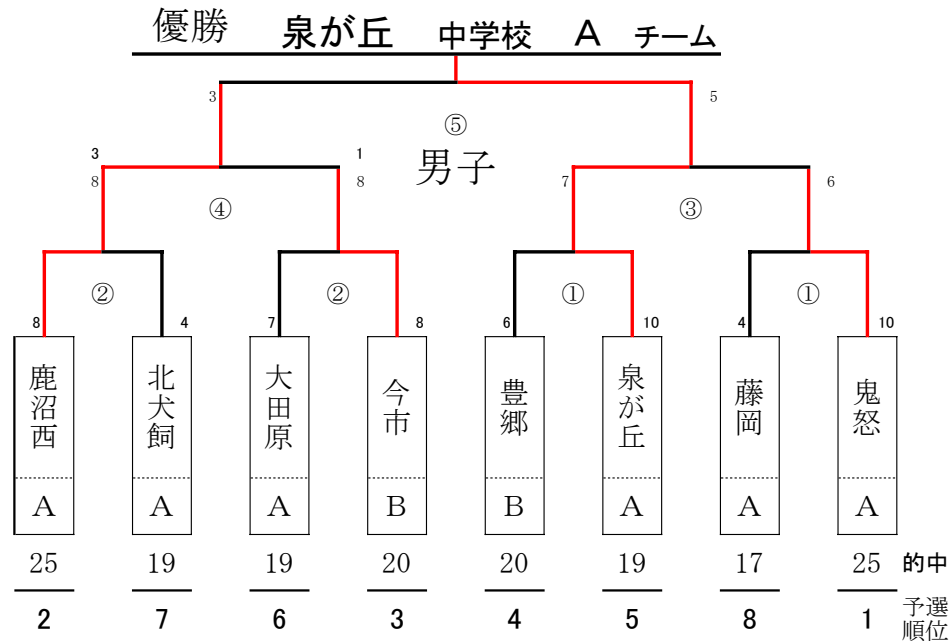 優勝 泉が丘 中学校 A チーム
3 5
⑤
男子
3 1
8 8 7 6
④ ③
② ② ① ①
8 4 7 8 6 10 4 10
鹿沼西 北犬飼 大田原 今市 豊郷 泉が丘 藤岡 鬼怒
A A A B B A A A
25 19 19 20 20 19 17 25 的中
2 7 6 3 4 5 8 1 予選
順位